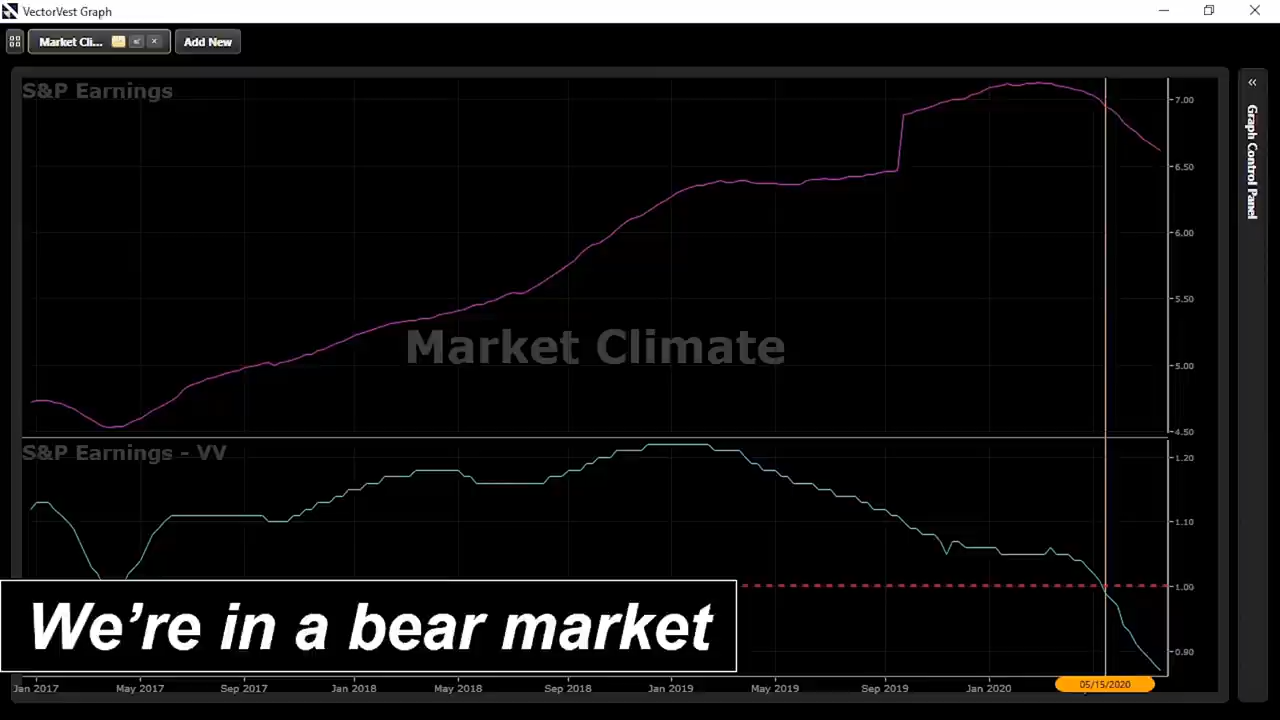 VectorVest Graph
Market Cli...
Add New
S&P Earnings
7.00
6.50
6.00
5.50
5.00
4.50
Market Climate
Graph Control Panel
S&P Earnings - VV
1.20
1.10
1.00
0.90
We're in a bear market
Jan 2017
May 2017
Sep 2017
Jan 2018
May 2018
Sep 2018
Jan 2019
May 2019
Sep 2019
Jan 2020
05/15/2020